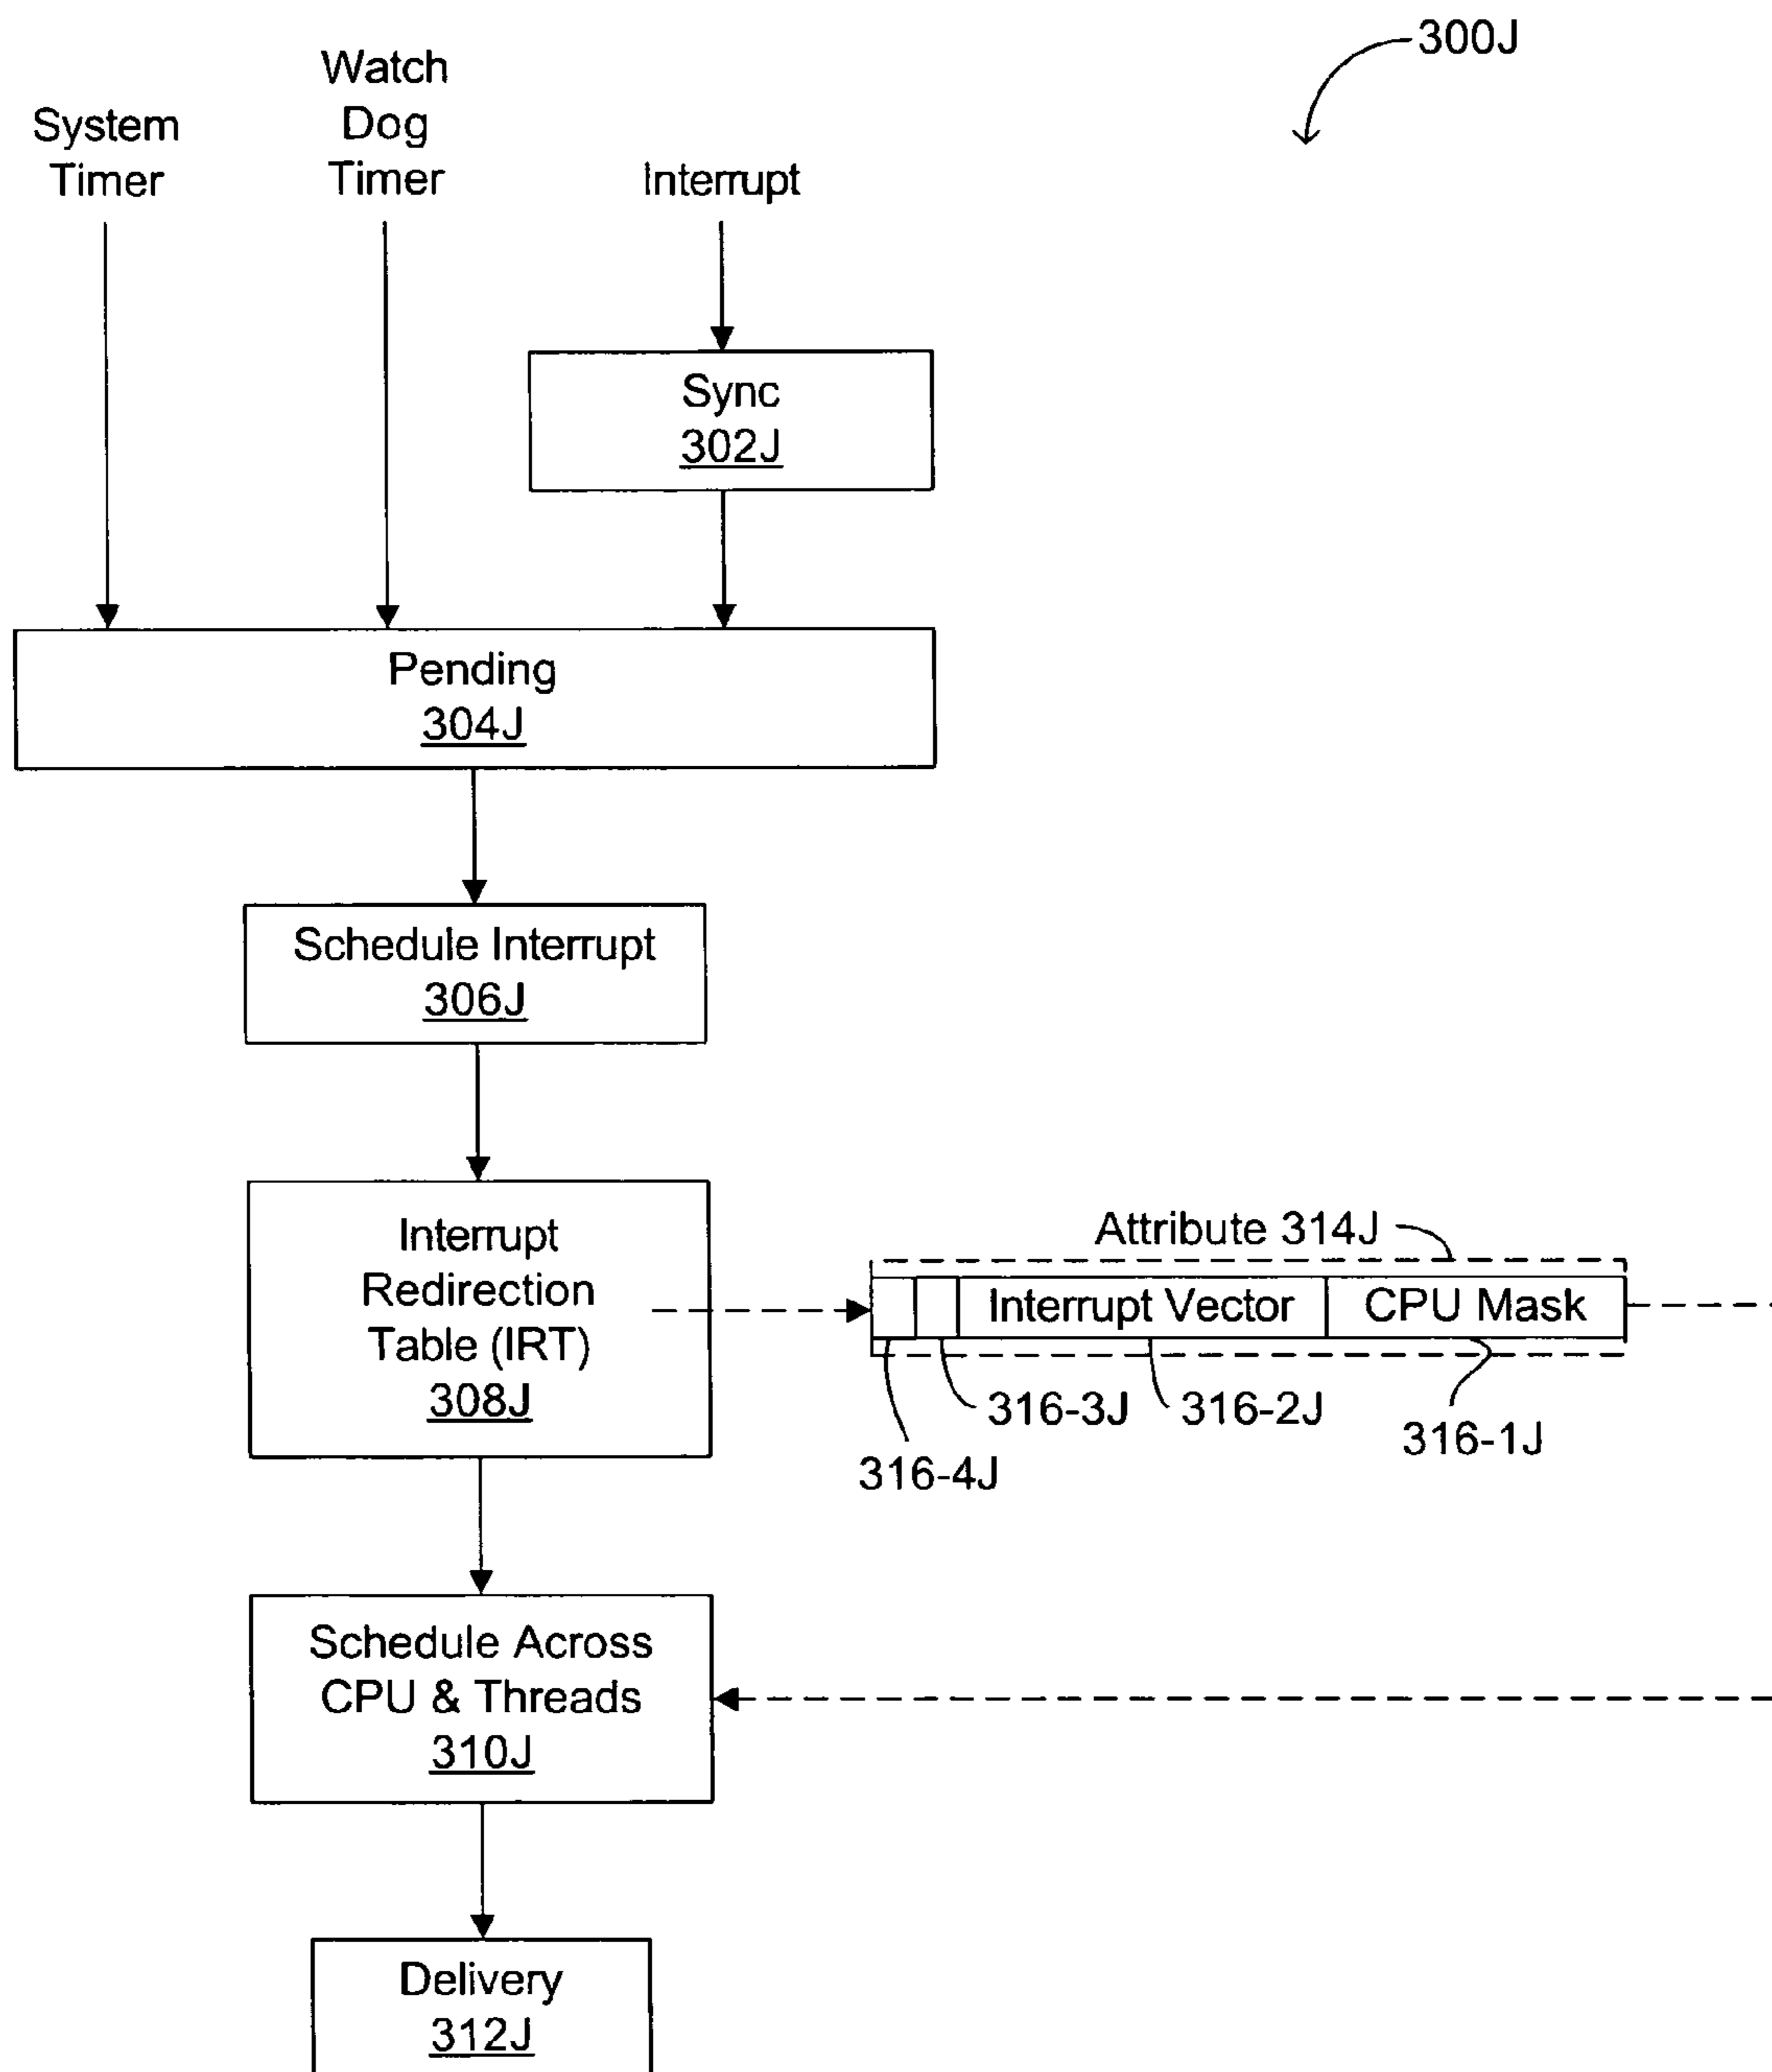 300J
System
Timer
Watch
Dog
Timer
Interrupt
Sync
302J
Pending
304J
Schedule Interrupt
306J
Interrupt
Redirection
Table (IRT)
308J
Attribute 314J
Interrupt Vector
CPU Mask
316-3J
316-2J
316-1J
316-4J
Schedule Across
CPU & Threads
310J
Delivery
312J